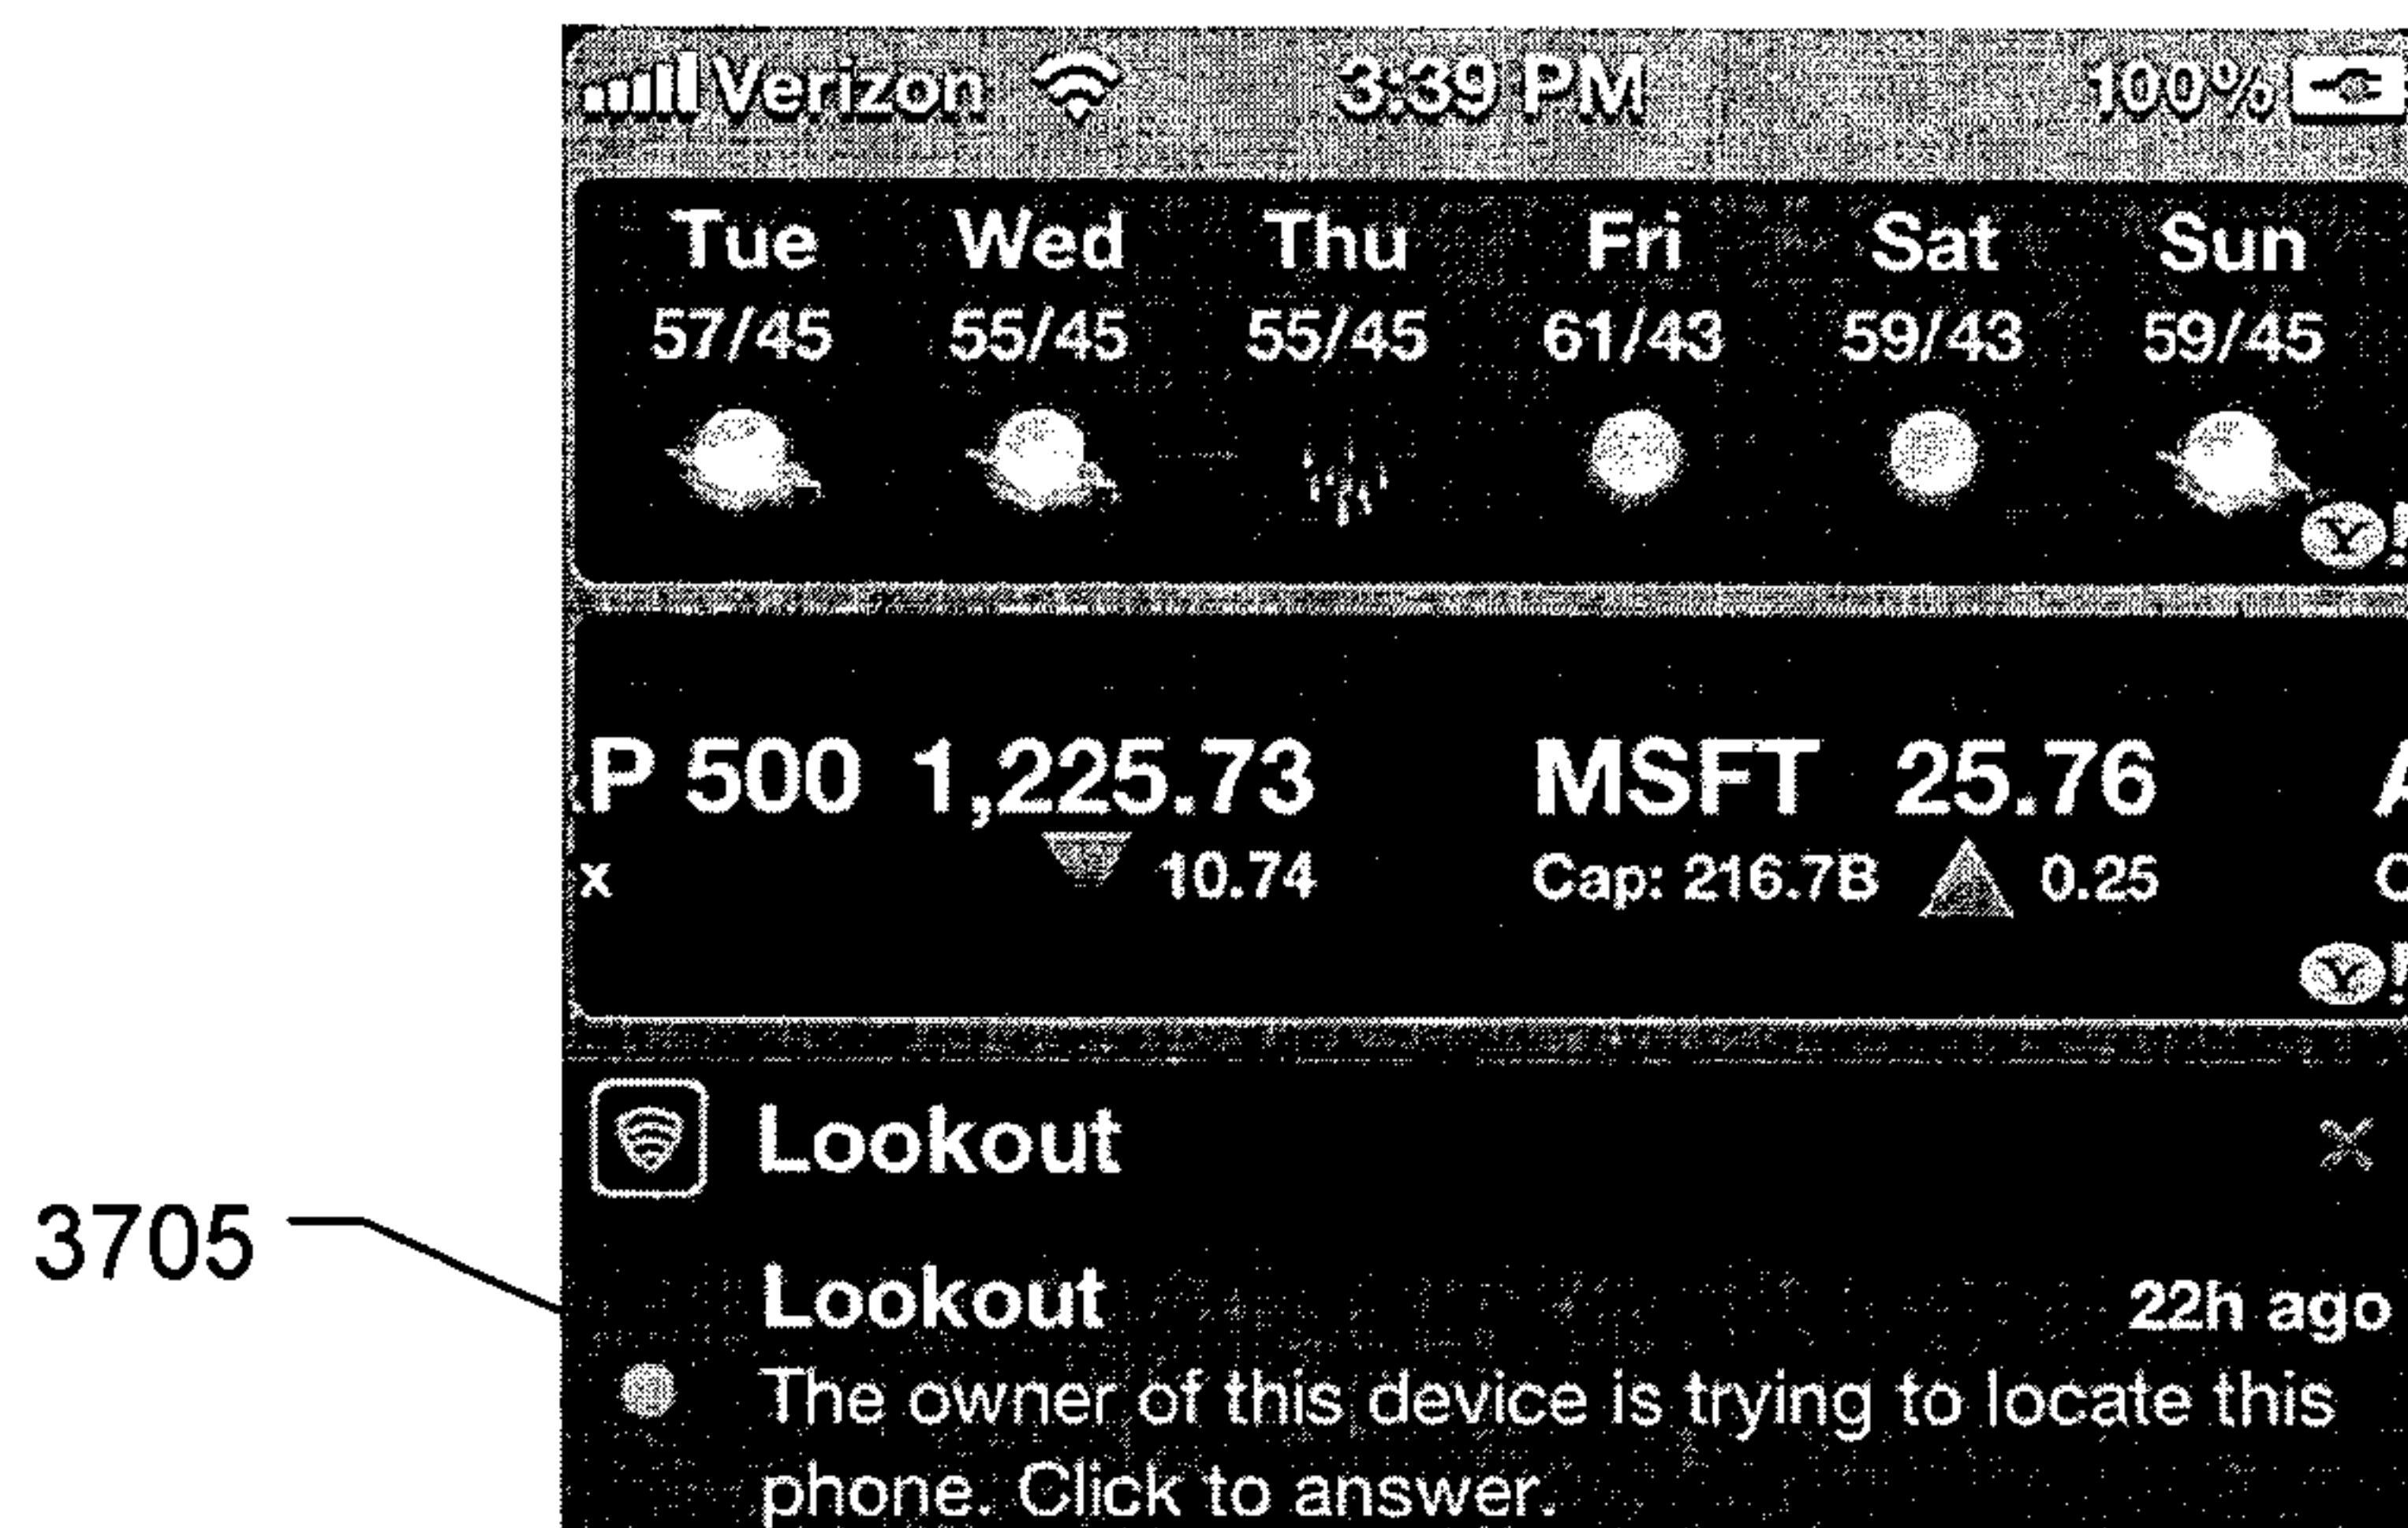 Verizon 3:39 PM 100%
Tue Wed Thu Fri Sat Sun
57/45 55/45 55/45 61/43 59/43 59/45
Y!
P 500 1,225.73 MSFT 25.76 A
x 10.74 Cap: 216.7B 0.25 C
Y!
Lookout
3705
Lookout 22h ago
The owner of this device is trying to locate this
phone. Click to answer.